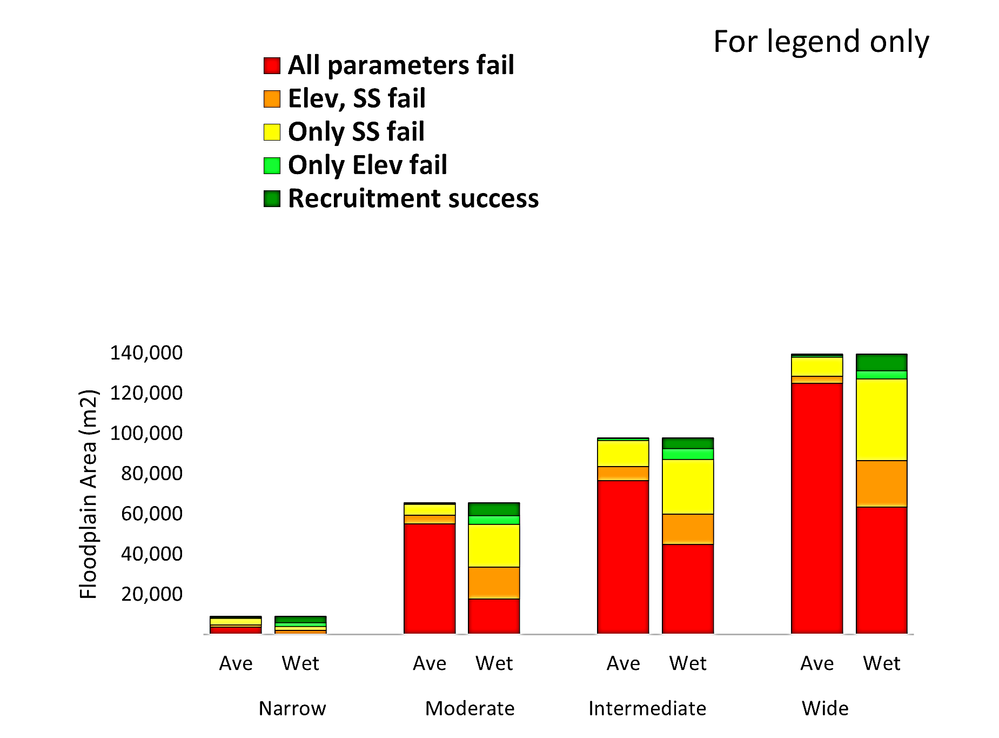 For legend only
All parameters fail
Elev, SS fail
Only SS fail
Only Elev fail
Recruitment success
Floodplain Area (m2)
140,000
120,000
100,000
80,000
60,000
40,000
20,000
Ave Wet Ave Wet Ave Wet Ave Wet
Narrow Moderate Intermediate Wide